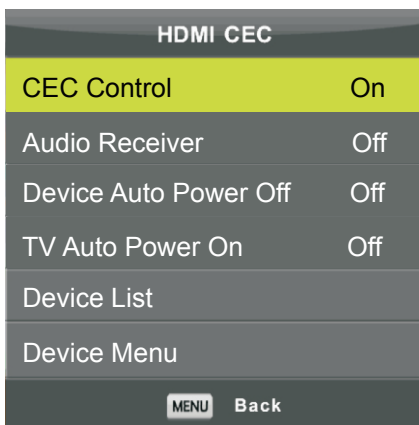 HDMI CEC
CEC Control On
Audio Receiver Off
Device Auto Power Off Off
TV Auto Power On Off
Device List
Device Menu
MENU Back